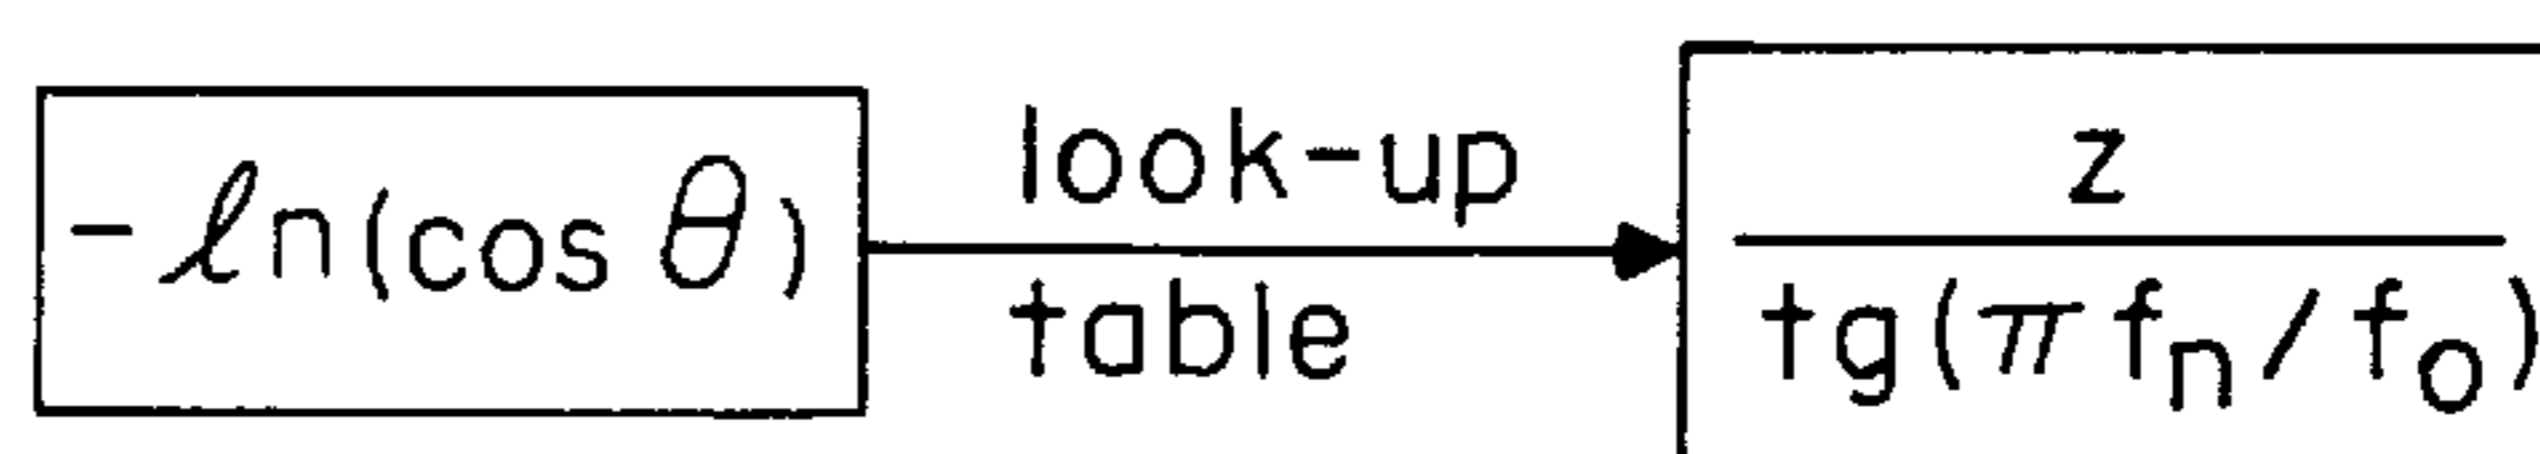 -ℓn(cos θ)
look-up
table
z
tg(π fn/fo)